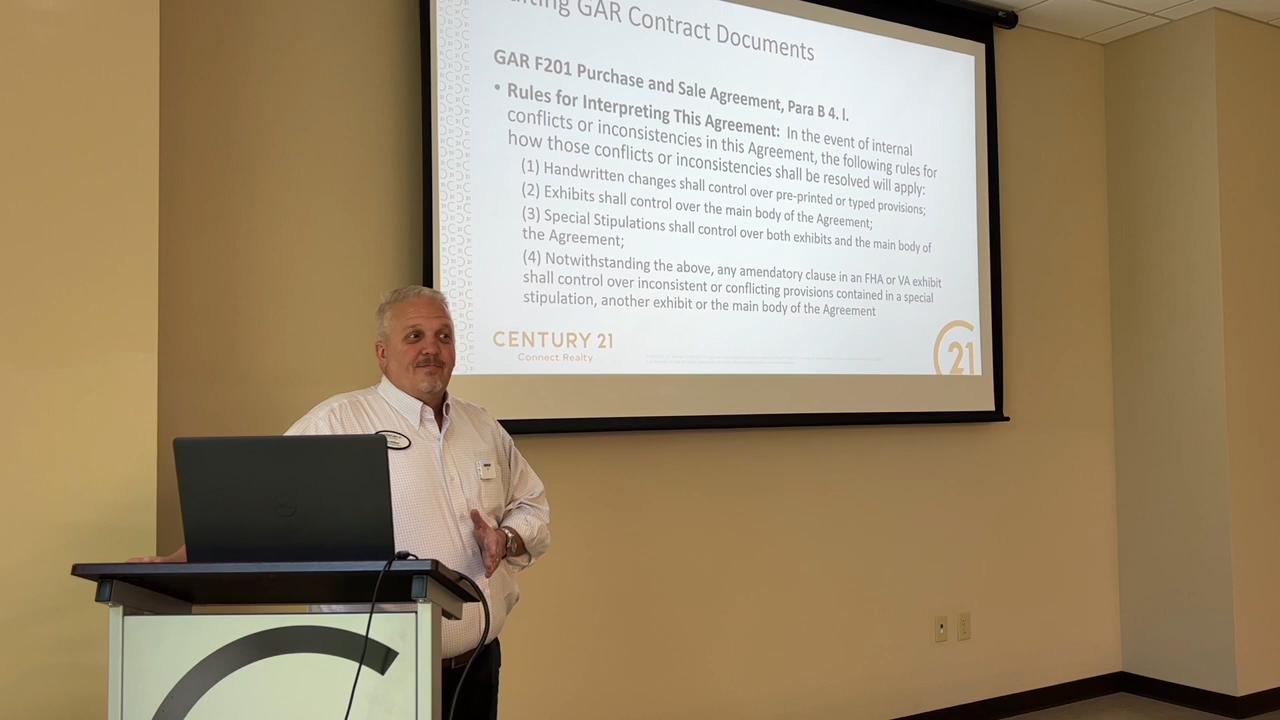 GAR Contract Documents
GAR F201 Purchase and Sale Agreement, Para B 4. l.
• Rules for Interpreting This Agreement: In the event of internal
conflicts or inconsistencies in this Agreement, the following rules for
how those conflicts or inconsistencies shall be resolved will apply:
(1) Handwritten changes shall control over pre-printed or typed provisions;
(2) Exhibits shall control over the main body of the Agreement;
(3) Special Stipulations shall control over both exhibits and the main body of
the Agreement;
(4) Notwithstanding the above, any amendatory clause in an FHA or VA exhibit
shall control over inconsistent or conflicting provisions contained in a special
stipulation, another exhibit or the main body of the Agreement
CENTURY 21
Connect Realty
21